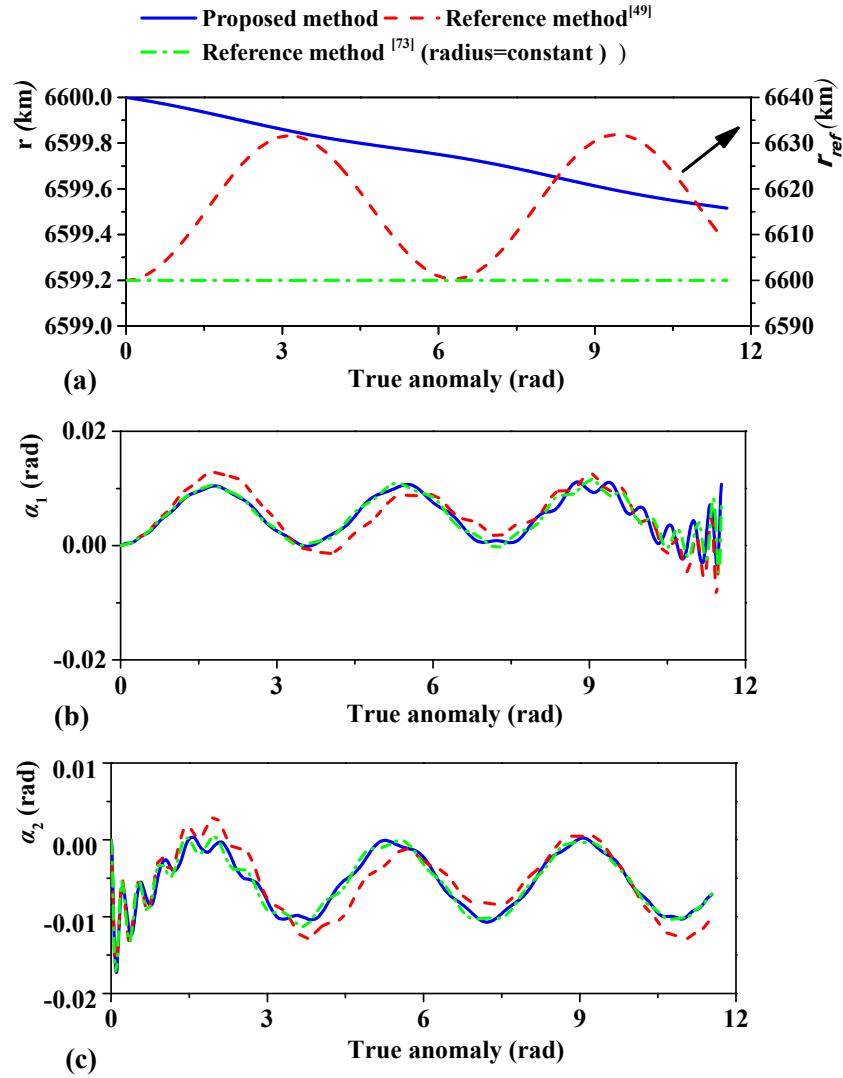 Proposed method Reference method[49]
Reference method [73] (radius=constant ) )
r (km)
6600.0
6599.8
6599.6
6599.4
6599.2
6599.0
6640
6630
6620
6610
6600
6590
r_ref (km)
0 3 6 9 12
True anomaly (rad)
(a)
α1 (rad)
0.02
0.00
-0.02
0 3 6 9 12
True anomaly (rad)
(b)
α2 (rad)
0.01
0.00
-0.01
-0.02
0 3 6 9 12
True anomaly (rad)
(c)